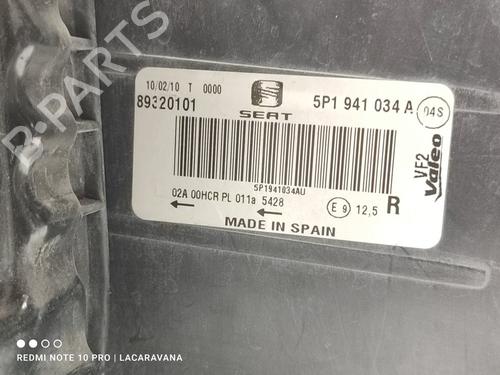 B-PARTS
10/02/10 T 0000
89320101
SEAT
5P1 941 034 A
04S
5P1941034AU
VF2
Valeo
02A 00HCR PL 011a 5428
E 9 12,5
R
MADE IN SPAIN
REDMI NOTE 10 PRO | LACARAVANA